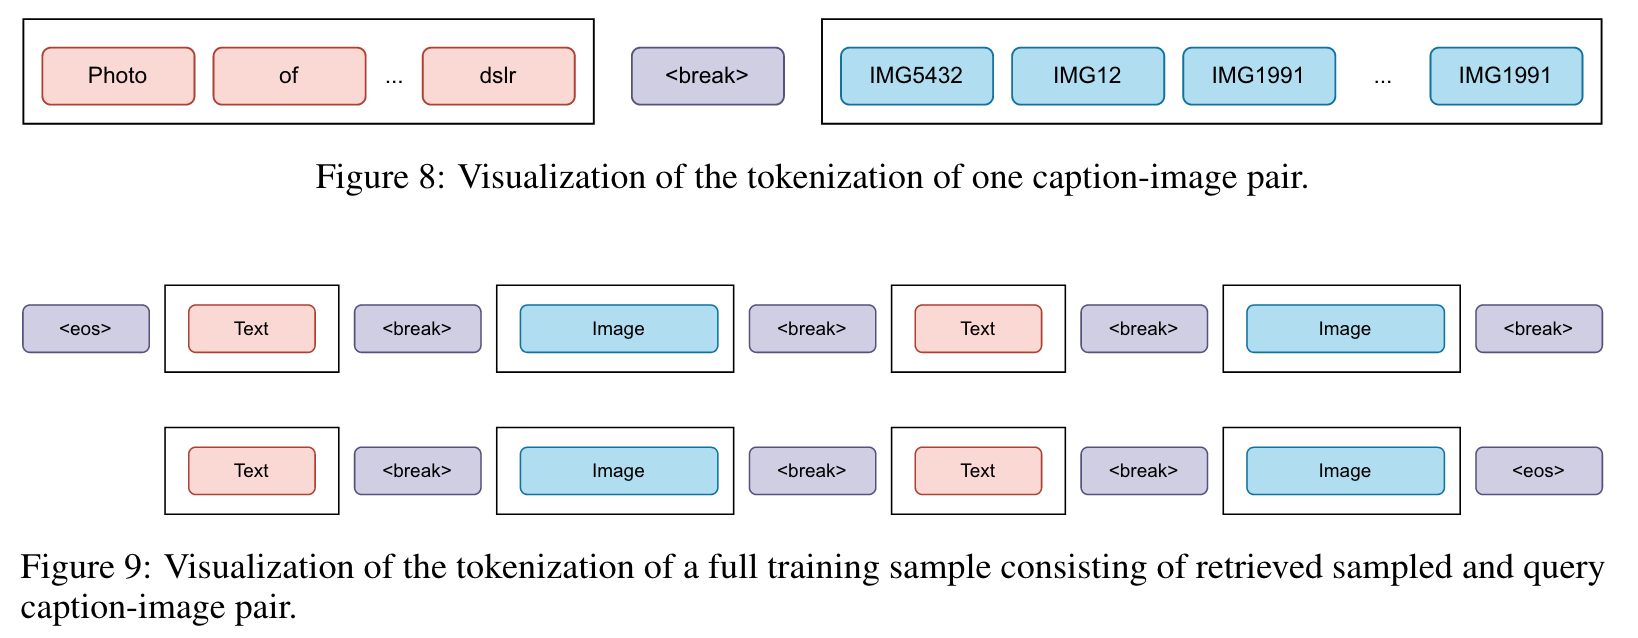 Photo of ... dslr <break> IMG5432 IMG12 IMG1991 ... IMG1991
Figure 8: Visualization of the tokenization of one caption-image pair.
<eos> Text <break> Image <break> Text <break> Image <break>
Text <break> Image <break> Text <break> Image <eos>
Figure 9: Visualization of the tokenization of a full training sample consisting of retrieved sampled and query
caption-image pair.